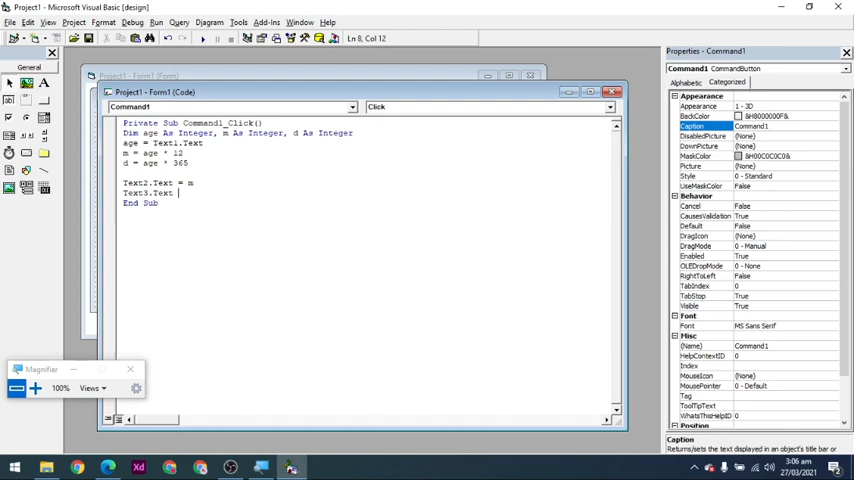 Project1 - Microsoft Visual Basic [design]
File Edit View Project Format Debug Run Query Diagram Tools Add-Ins Window Help
Ln 8, Col 12
General
Project1 - Form1 (Form)
Project1 - Form1 (Code)
Command1 Click
Private Sub Command1_Click()
Dim age As Integer, m As Integer, d As Integer
age = Text1.Text
m = age * 12
d = age * 365
Text2.Text = m
Text3.Text
End Sub
Magnifier
100% Views
Properties - Command1
Command1 CommandButton
Alphabetic Categorized
Appearance
Appearance 1 - 3D
BackColor &H8000000F&
Caption Command1
DisabledPicture (None)
DownPicture (None)
MaskColor &H00C0C0C0&
Picture (None)
Style 0 - Standard
UseMaskColor False
Behavior
Cancel False
CausesValidation True
Default False
DragIcon (None)
DragMode 0 - Manual
Enabled True
OLEDropMode 0 - None
RightToLeft False
TabIndex 0
TabStop True
Visible True
Font
Font MS Sans Serif
Misc
(Name) Command1
HelpContextID 0
Index
MouseIcon (None)
MousePointer 0 - Default
Tag
ToolTipText
WhatsThisHelpID 0
Position
Caption
Returns/sets the text displayed in an object's title bar or
Xd
3:06 am
27/03/2021
2